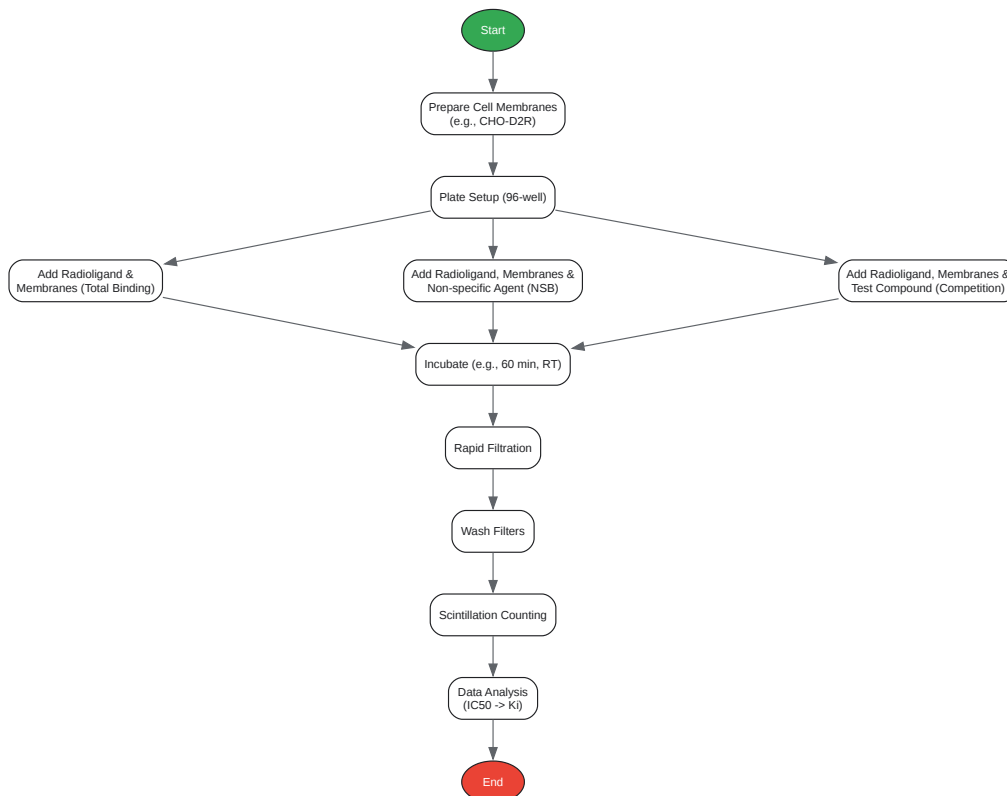 Start
Prepare Cell Membranes
(e.g., CHO-D2R)
Plate Setup (96-well)
Add Radioligand &
Membranes (Total Binding)
Add Radioligand, Membranes &
Non-specific Agent (NSB)
Add Radioligand, Membranes &
Test Compound (Competition)
Incubate (e.g., 60 min, RT)
Rapid Filtration
Wash Filters
Scintillation Counting
Data Analysis
(IC50 -> Ki)
End